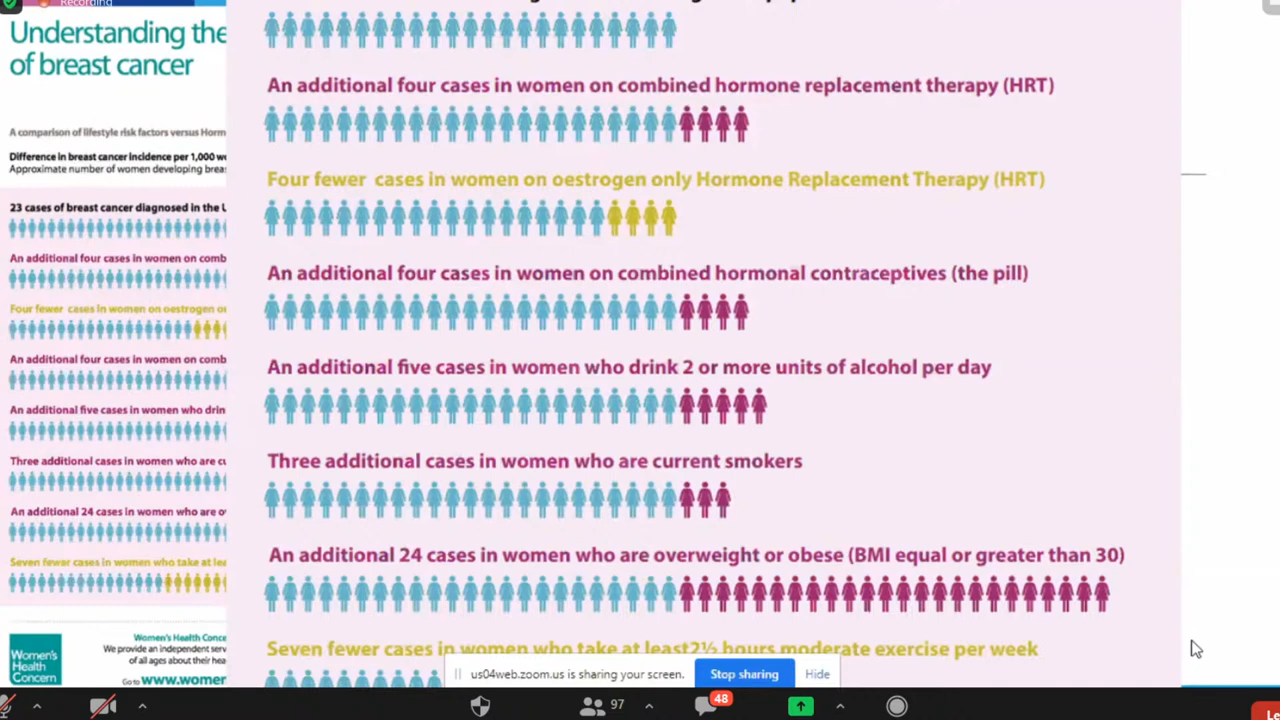 Recording
Understanding the
of breast cancer
A comparison of lifestyle risk factors versus Horm
Difference in breast cancer incidence per 1,000 w
Approximate number of women developing brea
23 cases of breast cancer diagnosed in the U
An additional four cases in women on comb
Four fewer cases in women on oestrogen o
An additional four cases in women on comb
An additional five cases in women who drin
Three additional cases in women who are cu
An additional 24 cases in women who are o
Seven fewer cases in women who take at lea
Women's Health Concern
Women's Health Conce
We provide an independent serv
of all ages about their hea
Go to www.women
An additional four cases in women on combined hormone replacement therapy (HRT)
Four fewer cases in women on oestrogen only Hormone Replacement Therapy (HRT)
An additional four cases in women on combined hormonal contraceptives (the pill)
An additional five cases in women who drink 2 or more units of alcohol per day
Three additional cases in women who are current smokers
An additional 24 cases in women who are overweight or obese (BMI equal or greater than 30)
Seven fewer cases in women who take at least2½ hours moderate exercise per week
us04web.zoom.us is sharing your screen.
Stop sharing
Hide
97
48